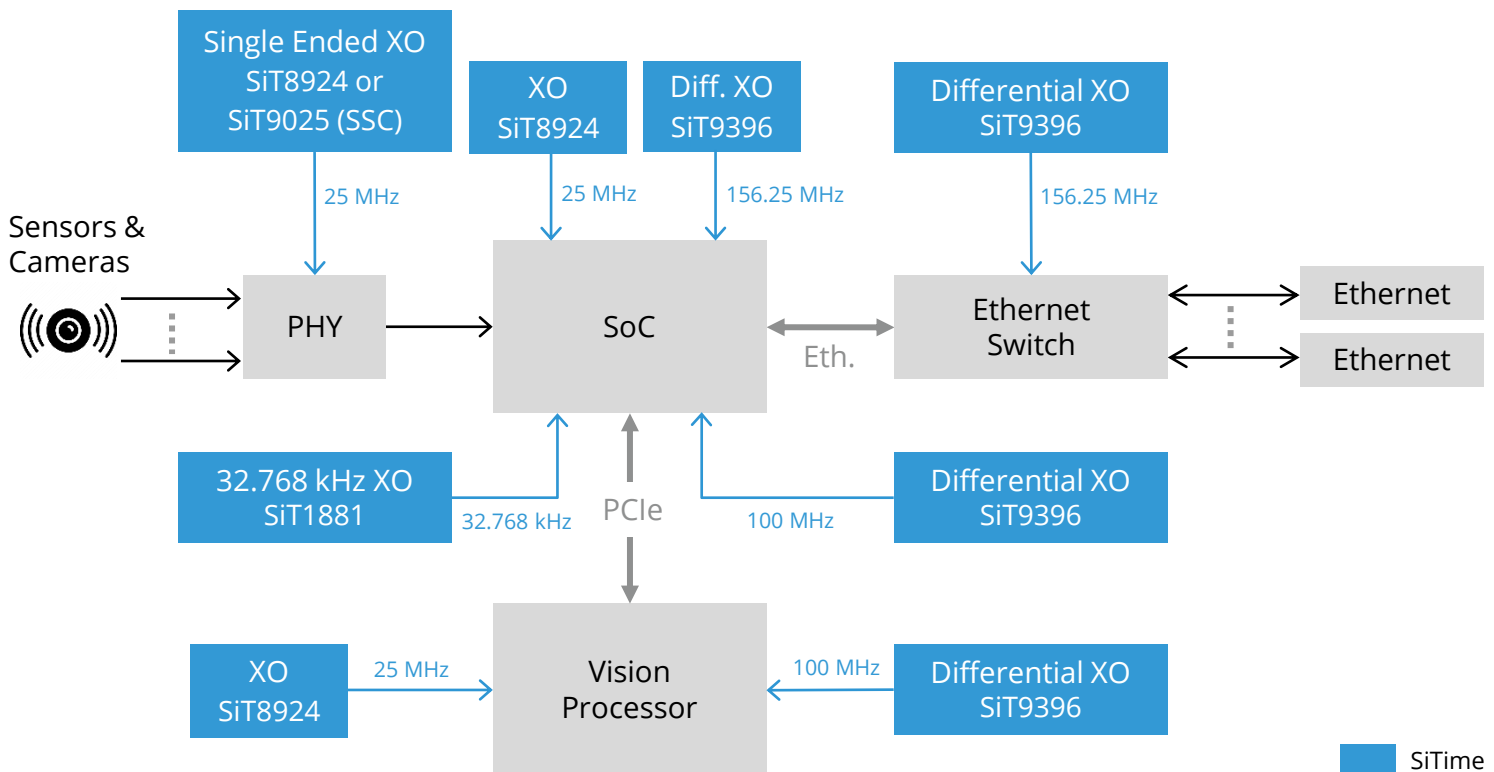 Single Ended XO
SiT8924 or
SiT9025 (SSC)
XO
SiT8924
Diff. XO
SiT9396
Differential XO
SiT9396
25 MHz
25 MHz
156.25 MHz
156.25 MHz
Sensors &
Cameras
PHY
SoC
Eth.
Ethernet
Switch
Ethernet
Ethernet
32.768 kHz XO
SiT1881
32.768 kHz
PCIe
100 MHz
Differential XO
SiT9396
XO
SiT8924
25 MHz
Vision
Processor
100 MHz
Differential XO
SiT9396
SiTime